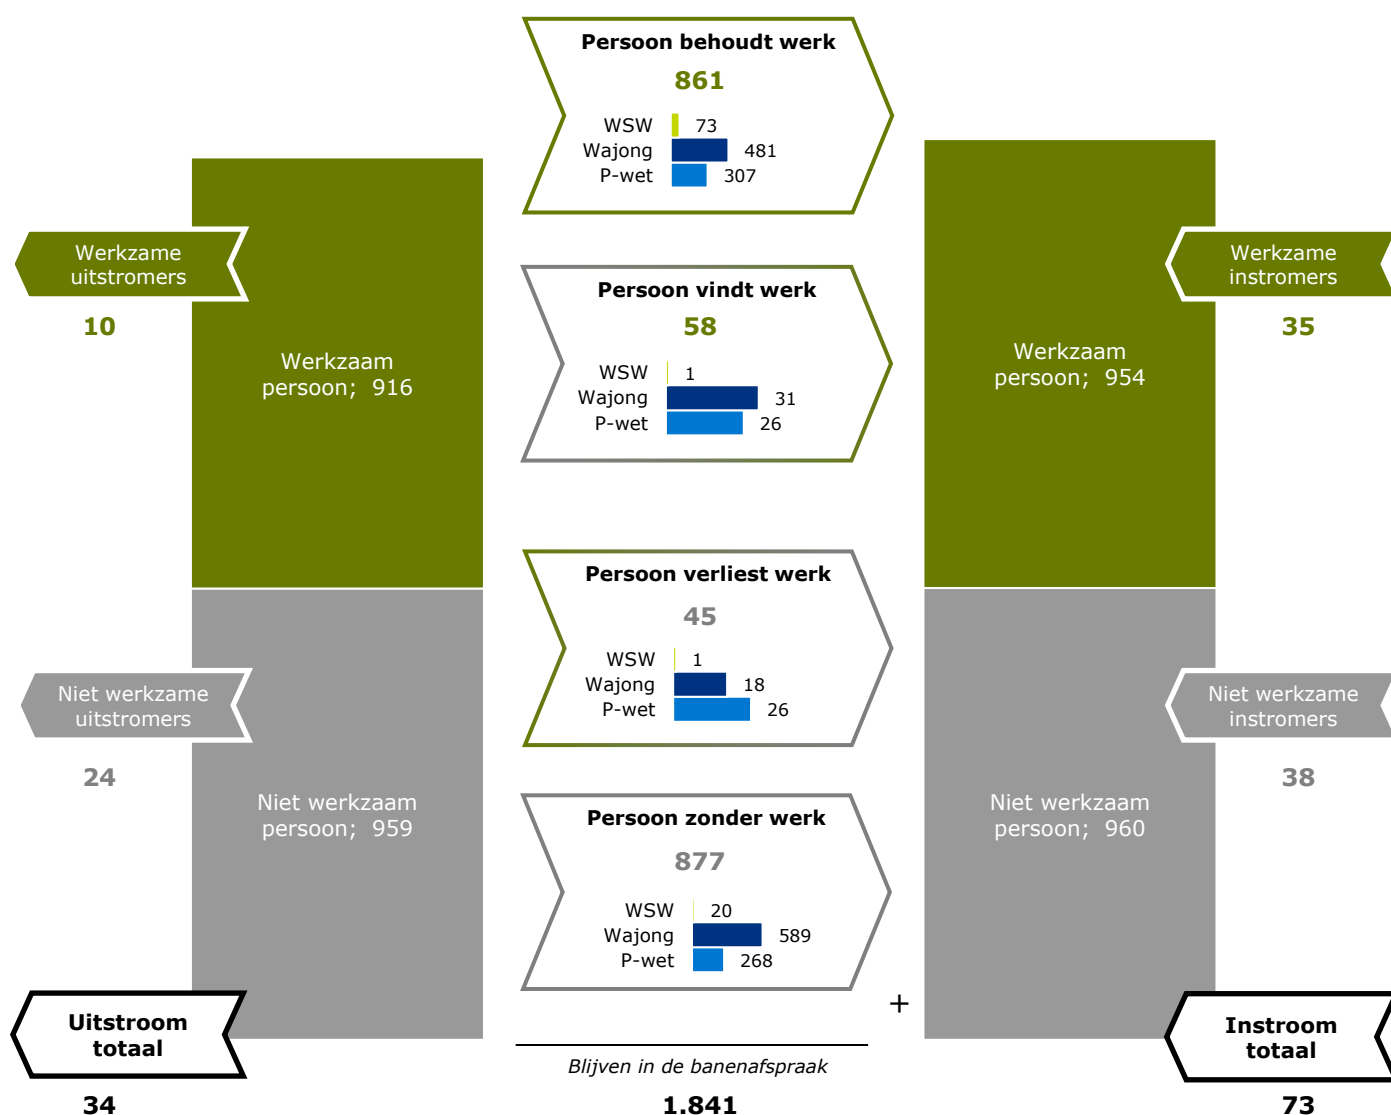 Persoon behoudt werk
861
WSW 73
Wajong 481
P-wet 307
Werkzame
uitstromers
10
Werkzaam
persoon; 916
Persoon vindt werk
58
WSW 1
Wajong 31
P-wet 26
Werkzaam
persoon; 954
Werkzame
instromers
35
Persoon verliest werk
45
WSW 1
Wajong 18
P-wet 26
Niet werkzame
uitstromers
24
Niet werkzaam
persoon; 959
Persoon zonder werk
877
WSW 20
Wajong 589
P-wet 268
Niet werkzaam
persoon; 960
Niet werkzame
instromers
38
Uitstroom
totaal
34
+
Blijven in de banenafspraak
1.841
Instroom
totaal
73